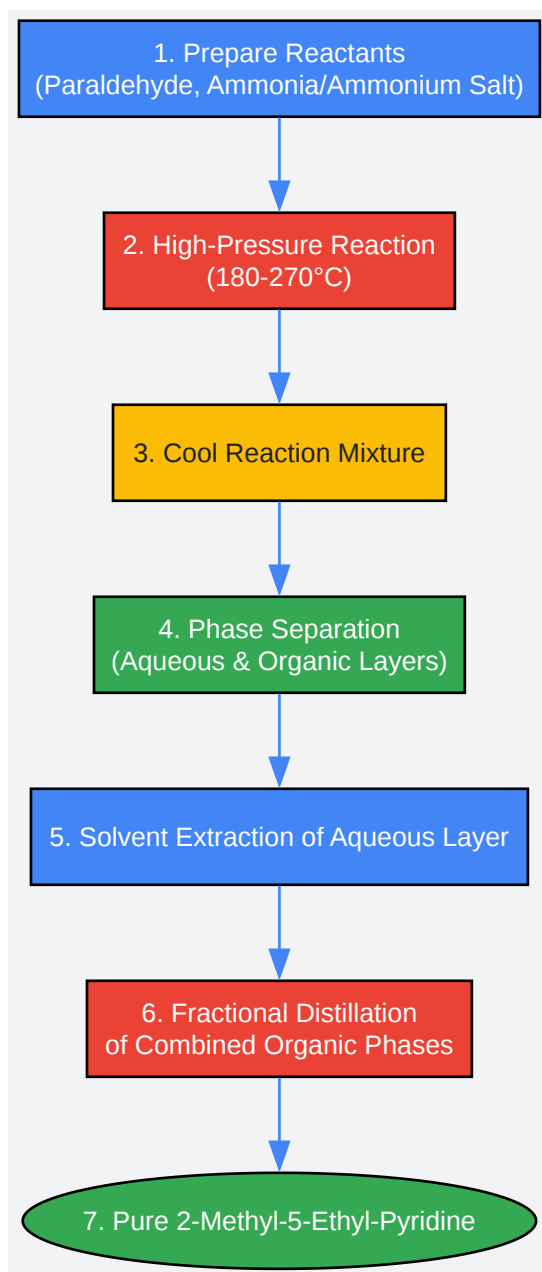 1. Prepare Reactants
(Paraldehyde, Ammonia/Ammonium Salt)
2. High-Pressure Reaction
(180-270°C)
3. Cool Reaction Mixture
4. Phase Separation
(Aqueous & Organic Layers)
5. Solvent Extraction of Aqueous Layer
6. Fractional Distillation
of Combined Organic Phases
7. Pure 2-Methyl-5-Ethyl-Pyridine